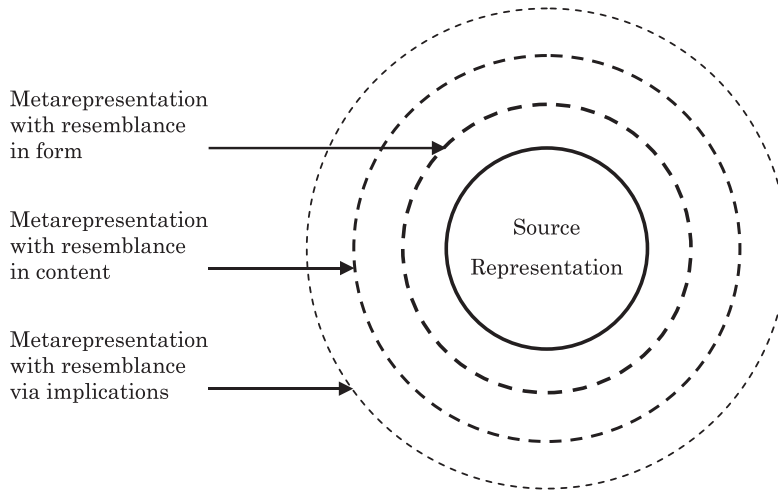 Metarepresentation
with resemblance
in form
Metarepresentation
with resemblance
in content
Metarepresentation
with resemblance
via implications
Source
Representation